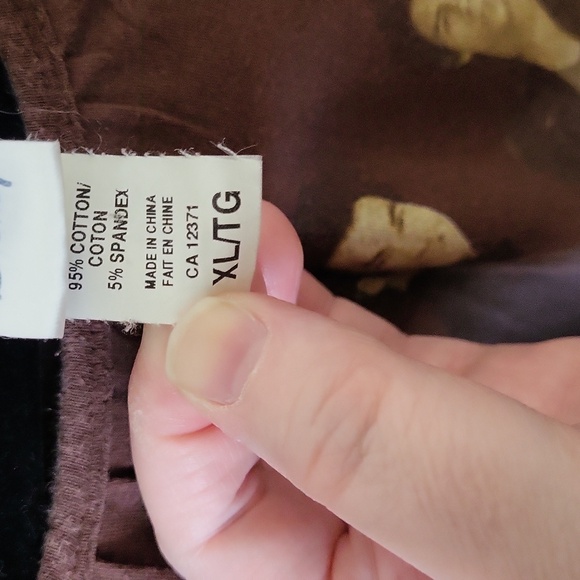 95% COTTON/
COTON
5% SPANDEX
MADE IN CHINA
FAIT EN CHINE
CA 12371
XL/TG